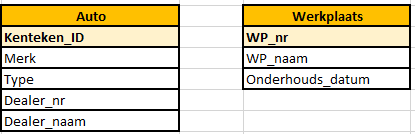 Auto
Kenteken_ID
Merk
Type
Dealer_nr
Dealer_naam
Werkplaats
WP_nr
WP_naam
Onderhouds_datum